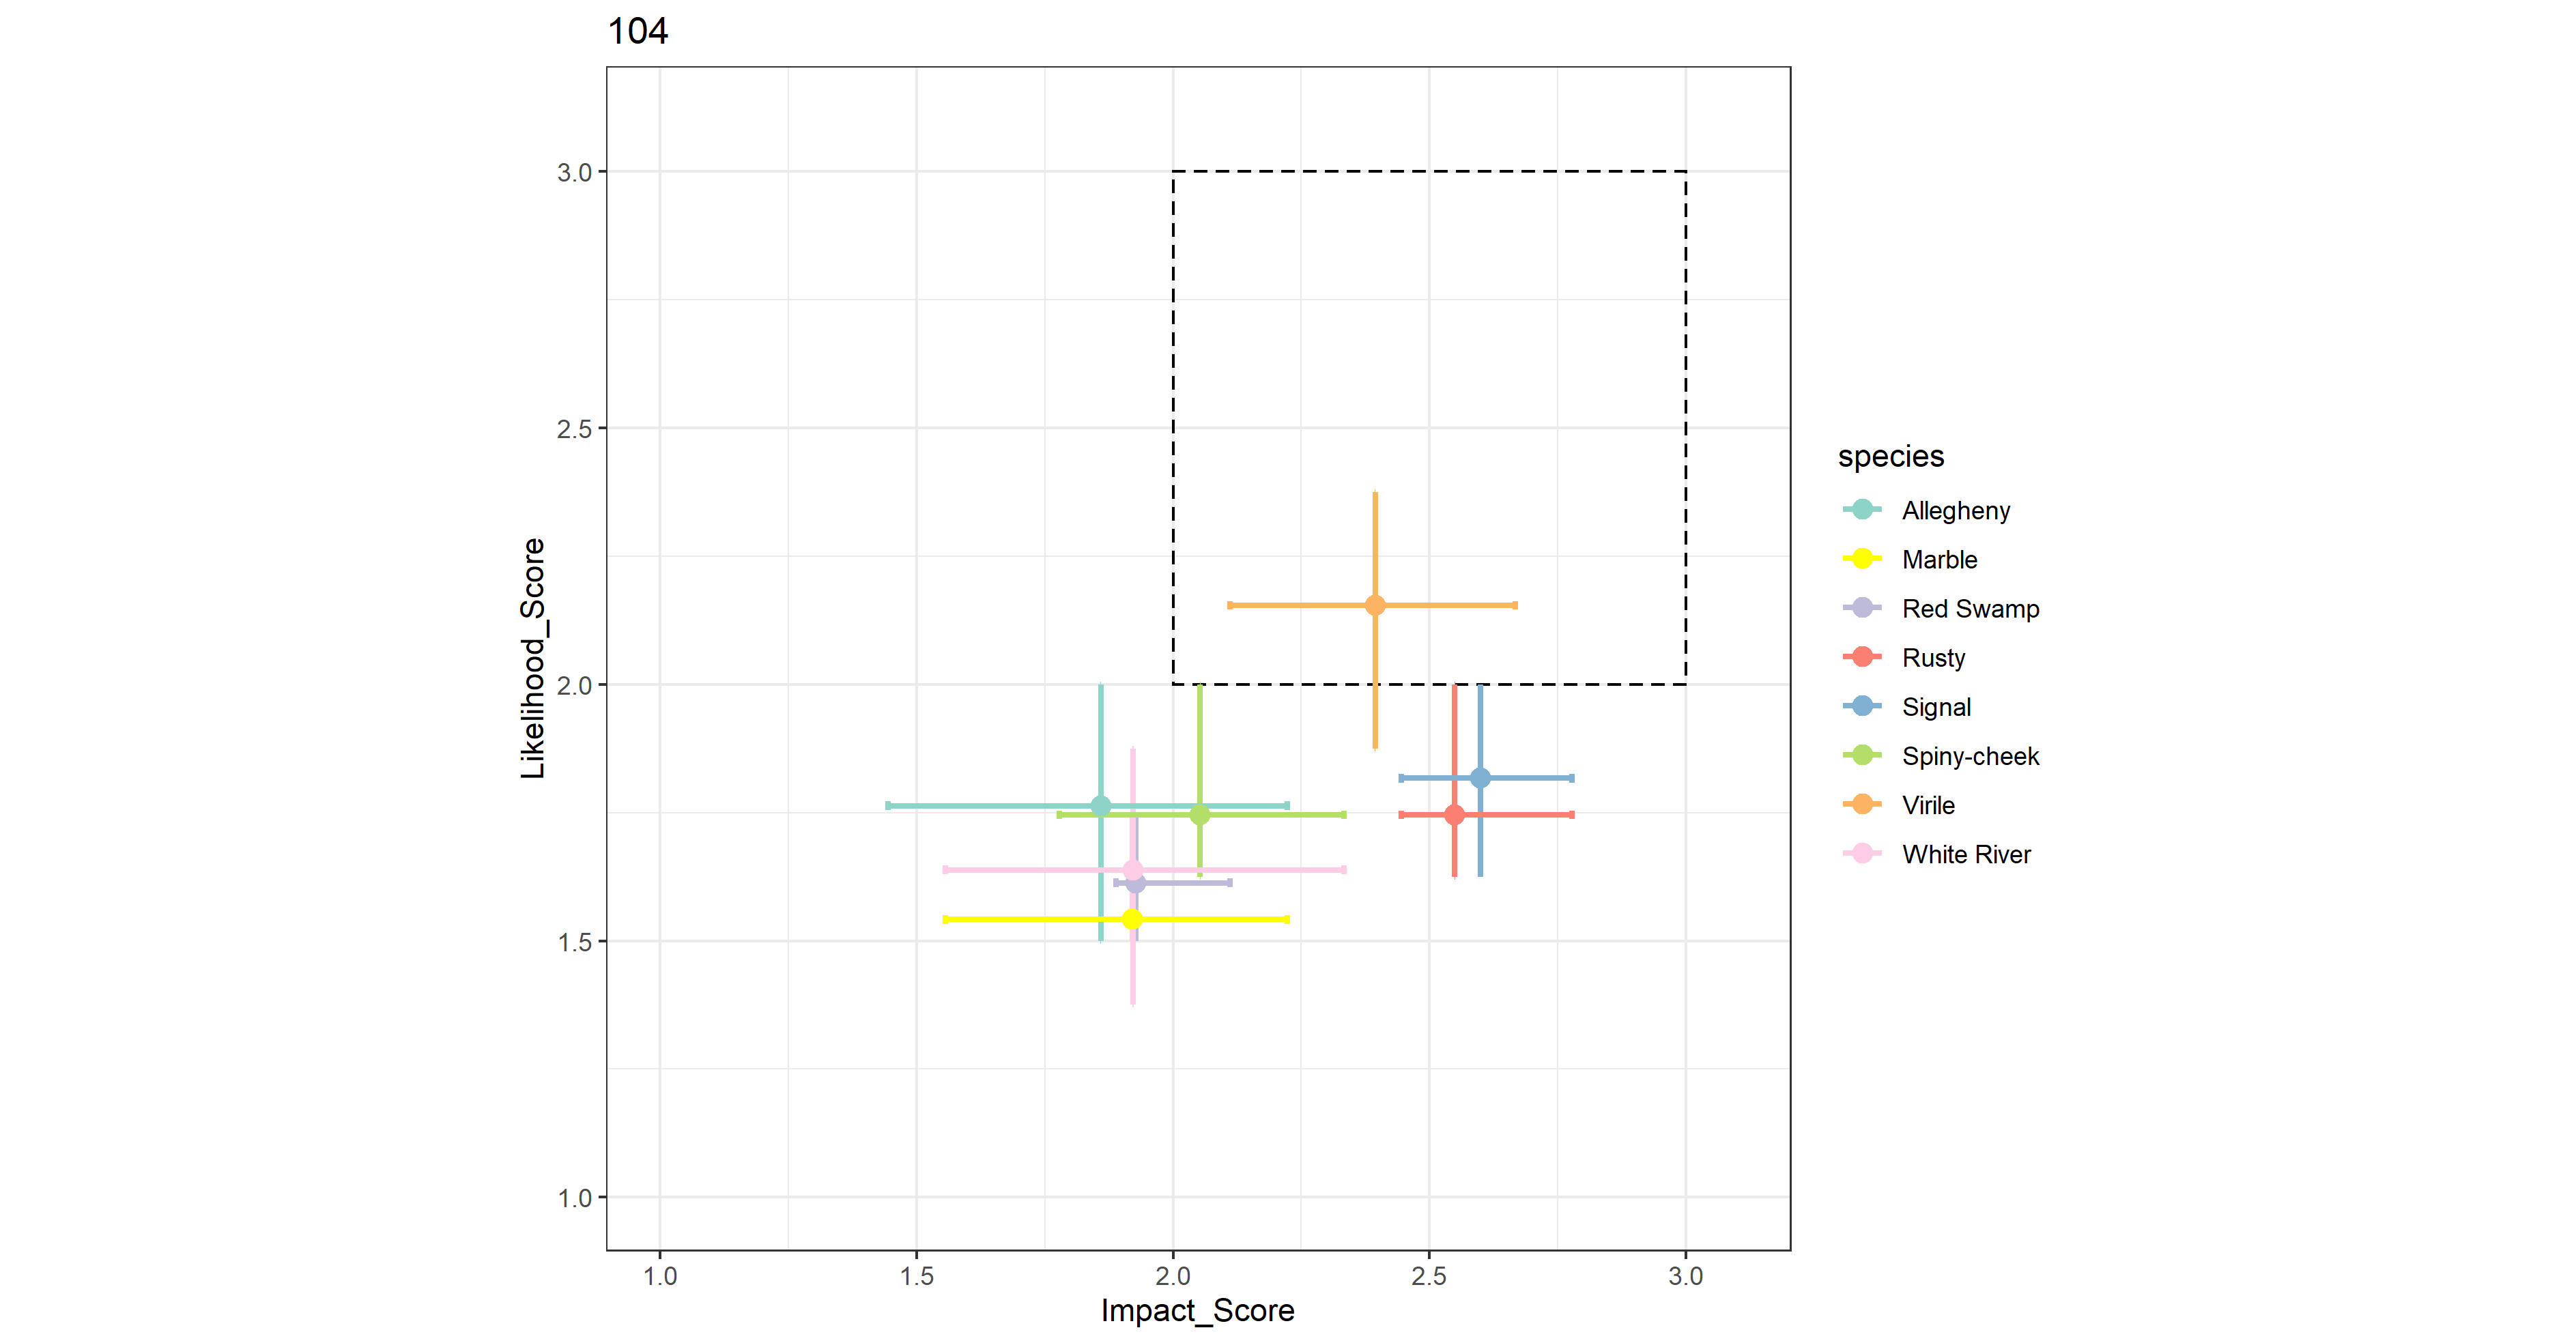 104
3.0
2.5
2.0
1.5
1.0
Likelihood_Score
1.0 1.5 2.0 2.5 3.0
Impact_Score
species
Allegheny
Marble
Red Swamp
Rusty
Signal
Spiny-cheek
Virile
White River